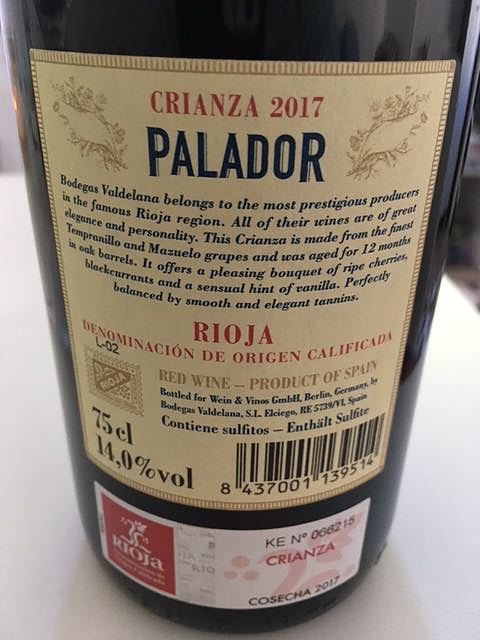 CRIANZA 2017
PALADOR
Bodegas Valdelana belongs to the most prestigious producers
in the famous Rioja region. All of their wines are of great
elegance and personality. This Crianza is made from the finest
Tempranillo and Mazuelo grapes and was aged for 12 months
in oak barrels. It offers a pleasing bouquet of ripe cherries,
blackcurrants and a sensual hint of vanilla. Perfectly
balanced by smooth and elegant tannins.
RIOJA
DENOMINACIÓN DE ORIGEN CALIFICADA
L-02
RIOJA
RED WINE – PRODUCT OF SPAIN
Bottled for Wein & Vinos GmbH, Berlin, Germany, by
Bodegas Valdelana, S.L. Elciego, RE 5739/VI, Spain
Contiene sulfitos – Enthält Sulfite
75 cl
14,0%vol
8 437001 139514
RIOJA
KE Nº 066215
CRIANZA
COSECHA 2017